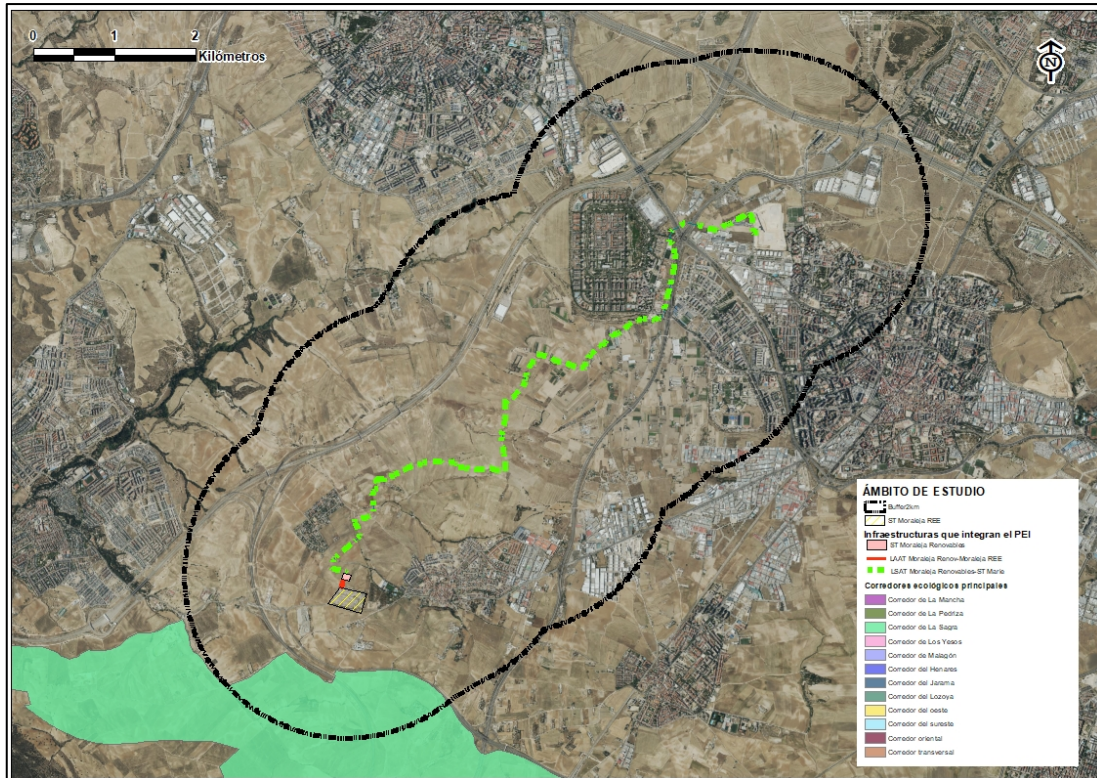 0 1 2
Kilómetros
N
ÁMBITO DE ESTUDIO
Buffer2km
ST Moraleja REE
Infraestructuras que integran el PEI
ST Moraleja Renovables
LAAT Moraleja Renov-Moraleja REE
LSAT Moraleja Renovables-ST Marie
Corredores ecológicos principales
Corredor de La Mancha
Corredor de La Pedriza
Corredor de La Sagra
Corredor de Los Yesos
Corredor de Malagón
Corredor del Henares
Corredor del Jarama
Corredor del Lozoya
Corredor del oeste
Corredor del sureste
Corredor oriental
Corredor transversal